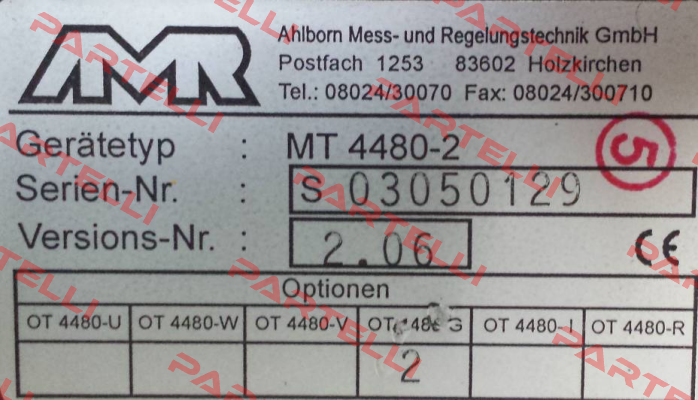 AMR
Ahlborn Mess- und Regelungstechnik GmbH
Postfach 1253 83602 Holzkirchen
Tel.: 08024/30070 Fax: 08024/300710
Gerätetyp : MT 4480-2
5
Serien-Nr. : S 03050129
Versions-Nr. : 2.06 CE
Optionen
OT 4480-U OT 4480-W OT 4480-V OT 4480-G OT 4480-I OT 4480-R
2
PARTELLI